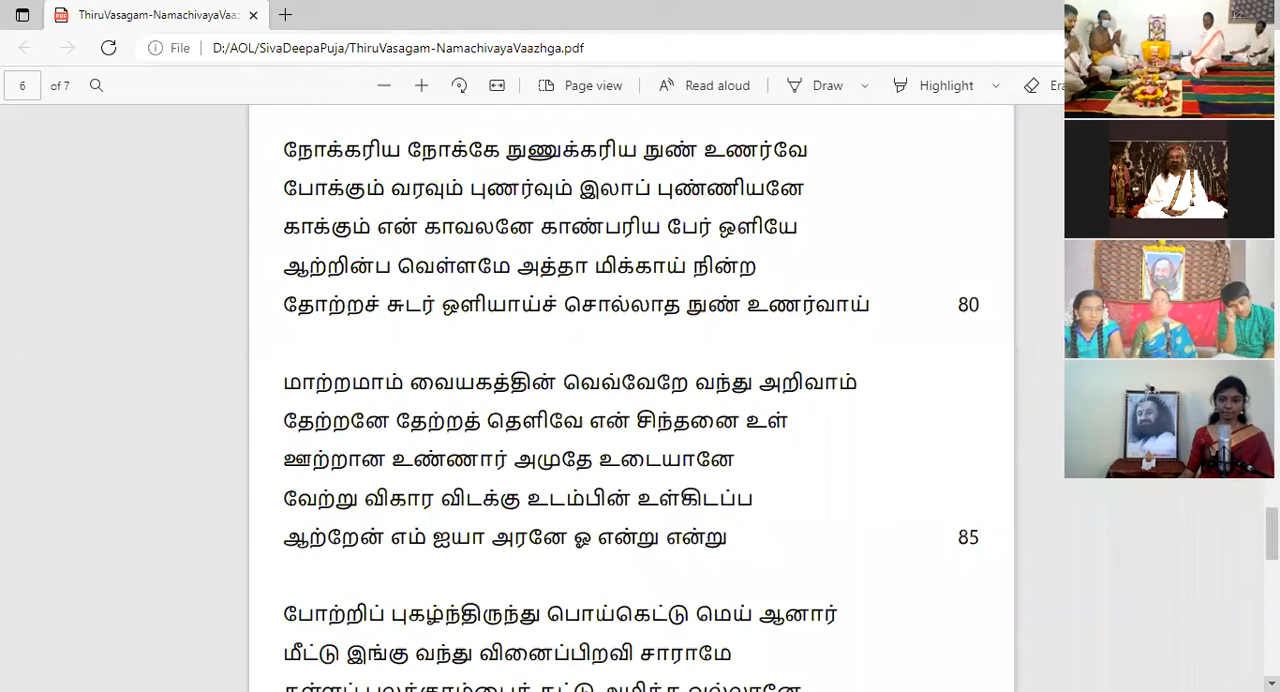 ThiruVasagam-NamachivayaVaaz
File
D:/AOL/SivaDeepaPuja/ThiruVasagam-NamachivayaVaazhga.pdf
6 of 7
Page view
Read aloud
Draw
Highlight
Era
நோக்கரிய நோக்கே நுணுக்கரிய நுண் உணர்வே
போக்கும் வரவும் புணர்வும் இலாப் புண்ணியனே
காக்கும் என் காவலனே காண்பரிய பேர் ஒளியே
ஆற்றின்ப வெள்ளமே அத்தா மிக்காய் நின்ற
தோற்றச் சுடர் ஒளியாய்ச் சொல்லாத நுண் உணர்வாய் 80
மாற்றமாம் வையகத்தின் வெவ்வேறே வந்து அறிவாம்
தேற்றனே தேற்றத் தெளிவே என் சிந்தனை உள்
ஊற்றான உண்ணார் அமுதே உடையானே
வேற்று விகார விடக்கு உடம்பின் உள்கிடப்ப
ஆற்றேன் எம் ஐயா அரனே ஓ என்று என்று 85
போற்றிப் புகழ்ந்திருந்து பொய்கெட்டு மெய் ஆனார்
மீட்டு இங்கு வந்து வினைப்பிறவி சாராமே